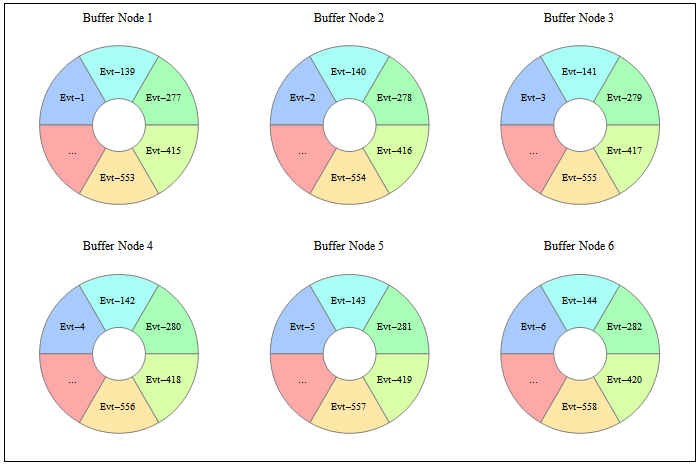 Buffer Node 1
Evt−139
Evt−1
Evt−277
...
Evt−415
Evt−553
Buffer Node 2
Evt−140
Evt−2
Evt−278
...
Evt−416
Evt−554
Buffer Node 3
Evt−141
Evt−3
Evt−279
...
Evt−417
Evt−555
Buffer Node 4
Evt−142
Evt−4
Evt−280
...
Evt−418
Evt−556
Buffer Node 5
Evt−143
Evt−5
Evt−281
...
Evt−419
Evt−557
Buffer Node 6
Evt−144
Evt−6
Evt−282
...
Evt−420
Evt−558